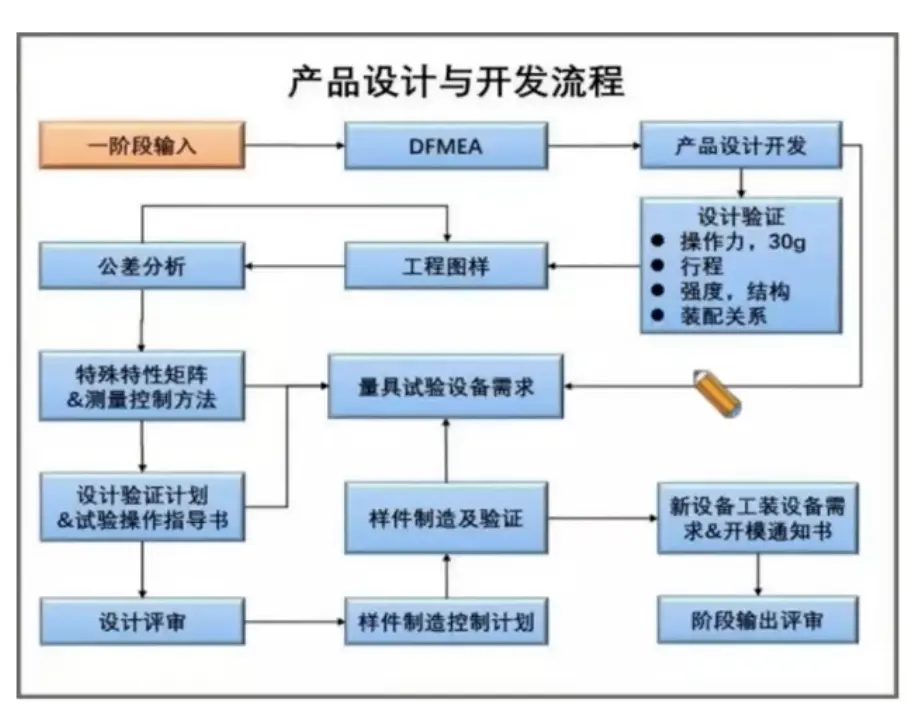 产品设计与开发流程
一阶段输入
DFMEA
产品设计开发
设计验证
● 操作力，30g
● 行程
● 强度，结构
● 装配关系
公差分析
工程图样
特殊特性矩阵
&测量控制方法
量具试验设备需求
设计验证计划
&试验操作指导书
样件制造及验证
新设备工装设备需
求&开模通知书
设计评审
样件制造控制计划
阶段输出评审